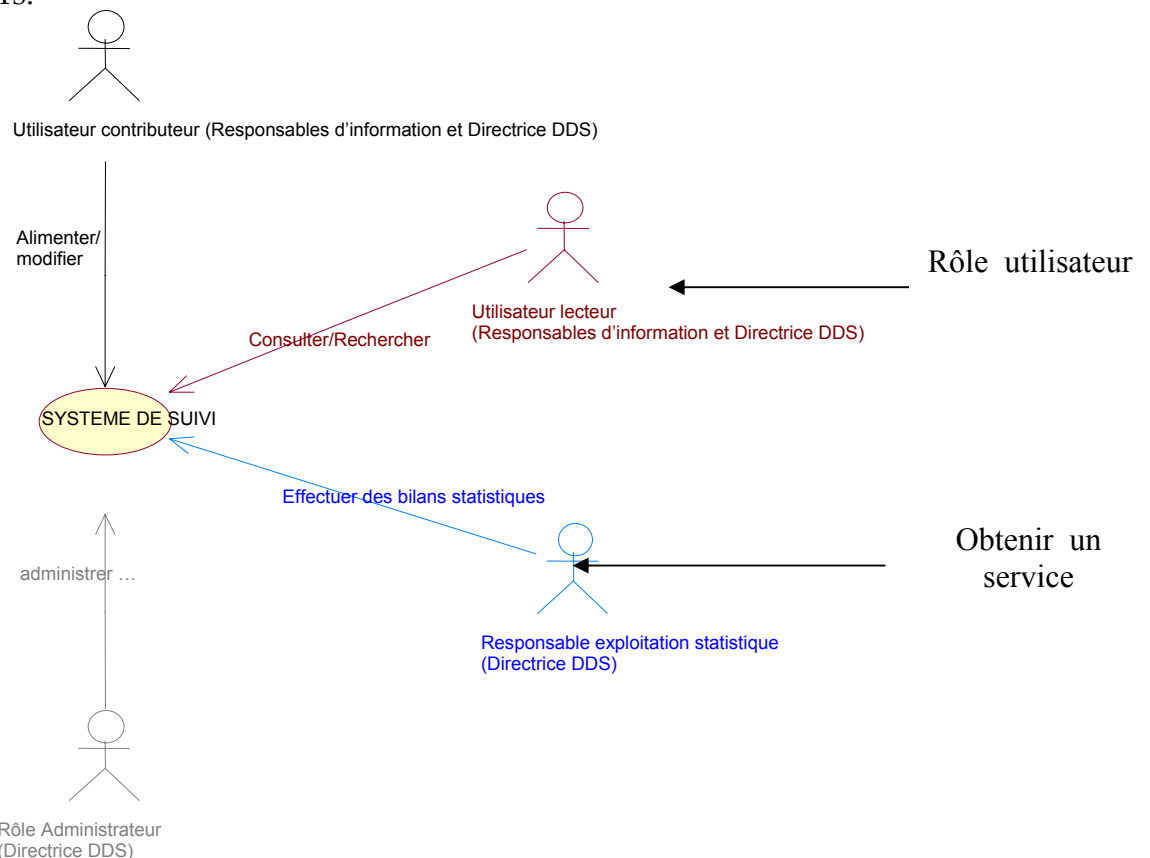 Utilisateur contributeur (Responsables d'information et Directrice DDS)
Alimenter/
modifier
Rôle utilisateur
Utilisateur lecteur
(Responsables d'information et Directrice DDS)
Consulter/Rechercher
SYSTEME DE SUIVI
Effectuer des bilans statistiques
Obtenir un
service
administrer …
Responsable exploitation statistique
(Directrice DDS)
Rôle Administrateur
(Directrice DDS)